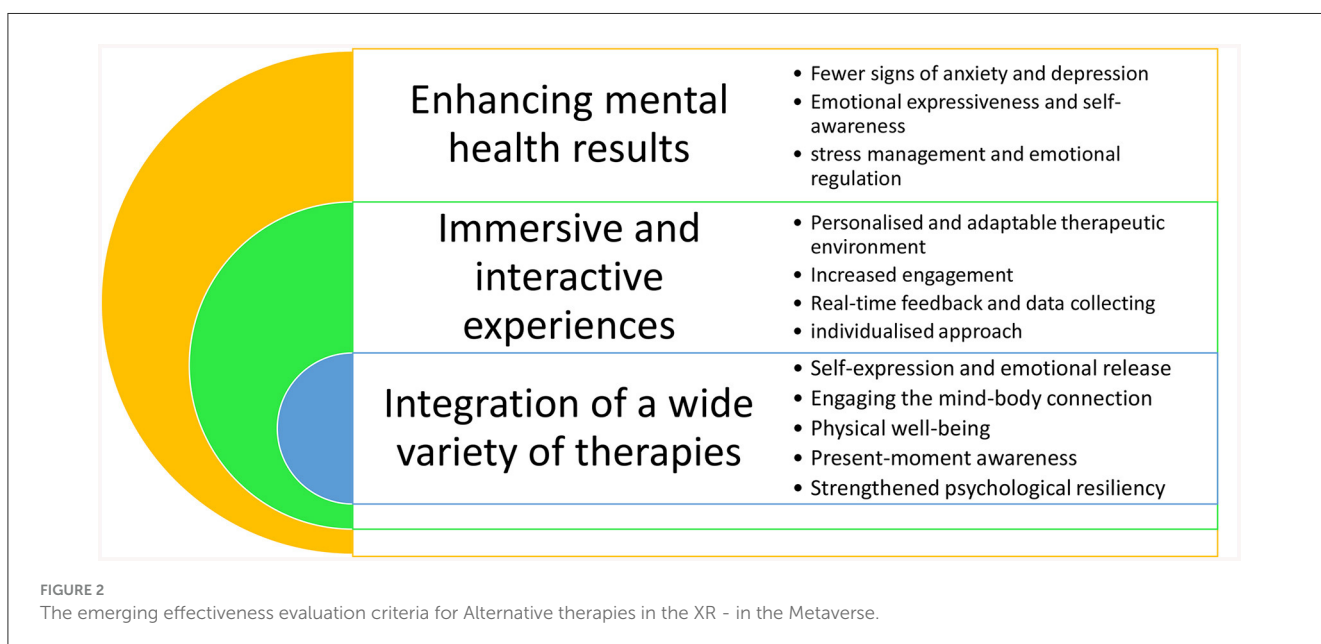 Enhancing mental
health results
• Fewer signs of anxiety and depression
• Emotional expressiveness and self-
awareness
• stress management and emotional
regulation
Immersive and
interactive
experiences
• Personalised and adaptable therapeutic
environment
• Increased engagement
• Real-time feedback and data collecting
• individualised approach
Integration of a wide
variety of therapies
• Self-expression and emotional release
• Engaging the mind-body connection
• Physical well-being
• Present-moment awareness
• Strengthened psychological resiliency
FIGURE 2
The emerging effectiveness evaluation criteria for Alternative therapies in the XR - in the Metaverse.